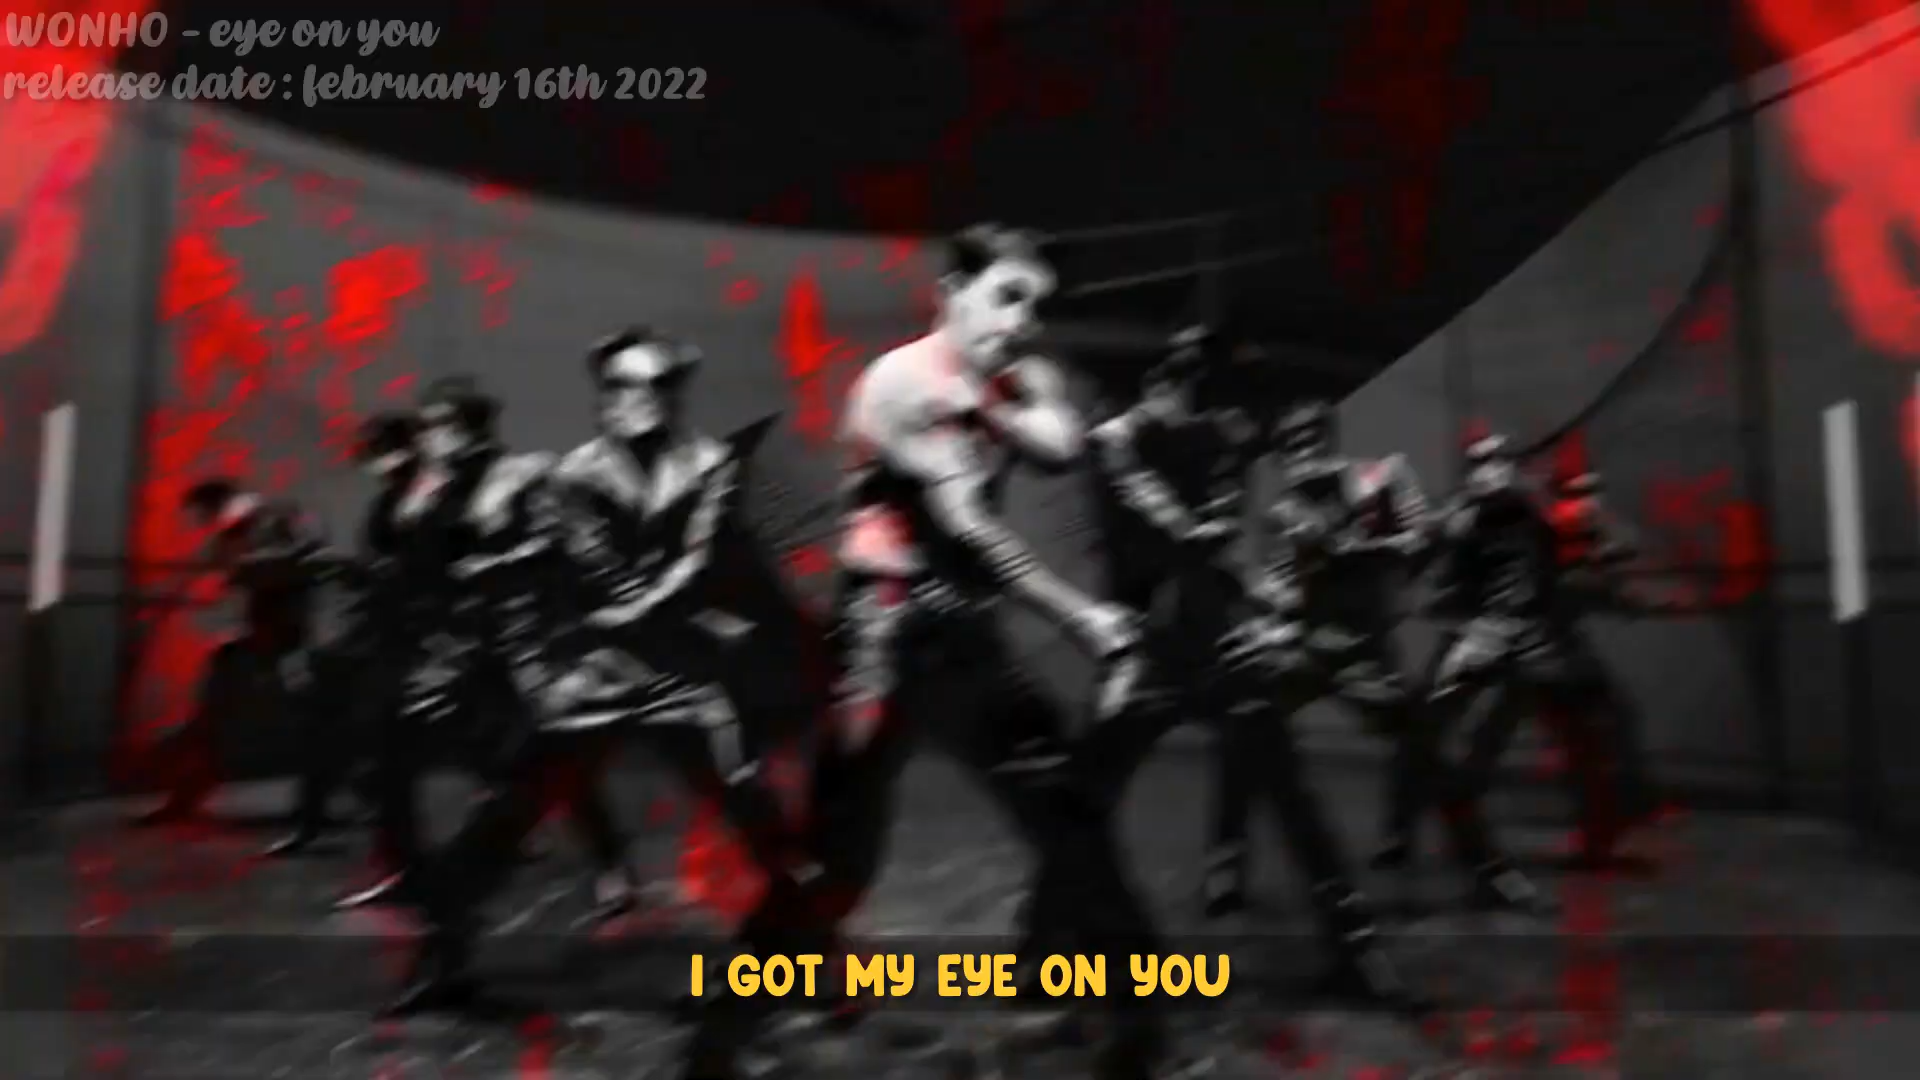 WONHO - eye on you
release date : february 16th 2022
I GOT MY EYE ON YOU